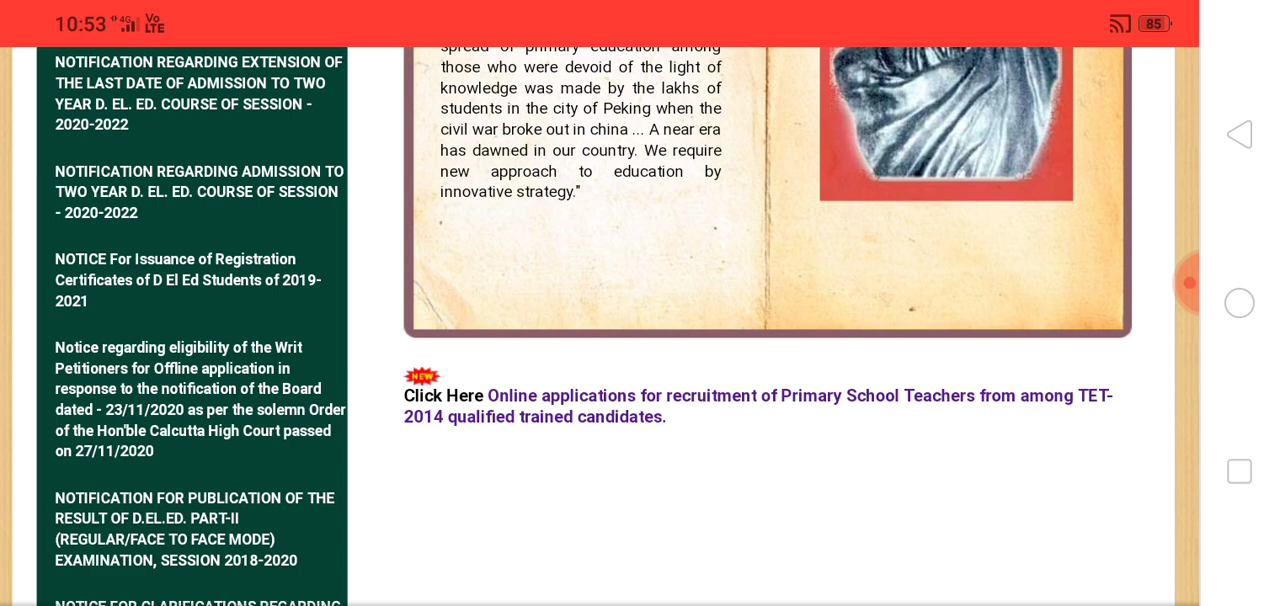 10:53
4G
Vo
LTE
85
NOTIFICATION REGARDING EXTENSION OF
THE LAST DATE OF ADMISSION TO TWO
YEAR D. EL. ED. COURSE OF SESSION -
2020-2022
NOTIFICATION REGARDING ADMISSION TO
TWO YEAR D. EL. ED. COURSE OF SESSION
- 2020-2022
NOTICE For Issuance of Registration
Certificates of D El Ed Students of 2019-
2021
Notice regarding eligibility of the Writ
Petitioners for Offline application in
response to the notification of the Board
dated - 23/11/2020 as per the solemn Order
of the Hon'ble Calcutta High Court passed
on 27/11/2020
NOTIFICATION FOR PUBLICATION OF THE
RESULT OF D.EL.ED. PART-II
(REGULAR/FACE TO FACE MODE)
EXAMINATION, SESSION 2018-2020
NOTICE FOR CLARIFICATIONS REGARDING
spread of primary education among
those who were devoid of the light of
knowledge was made by the lakhs of
students in the city of Peking when the
civil war broke out in china ... A near era
has dawned in our country. We require
new approach to education by
innovative strategy."
NEW
Click Here Online applications for recruitment of Primary School Teachers from among TET-
2014 qualified trained candidates.